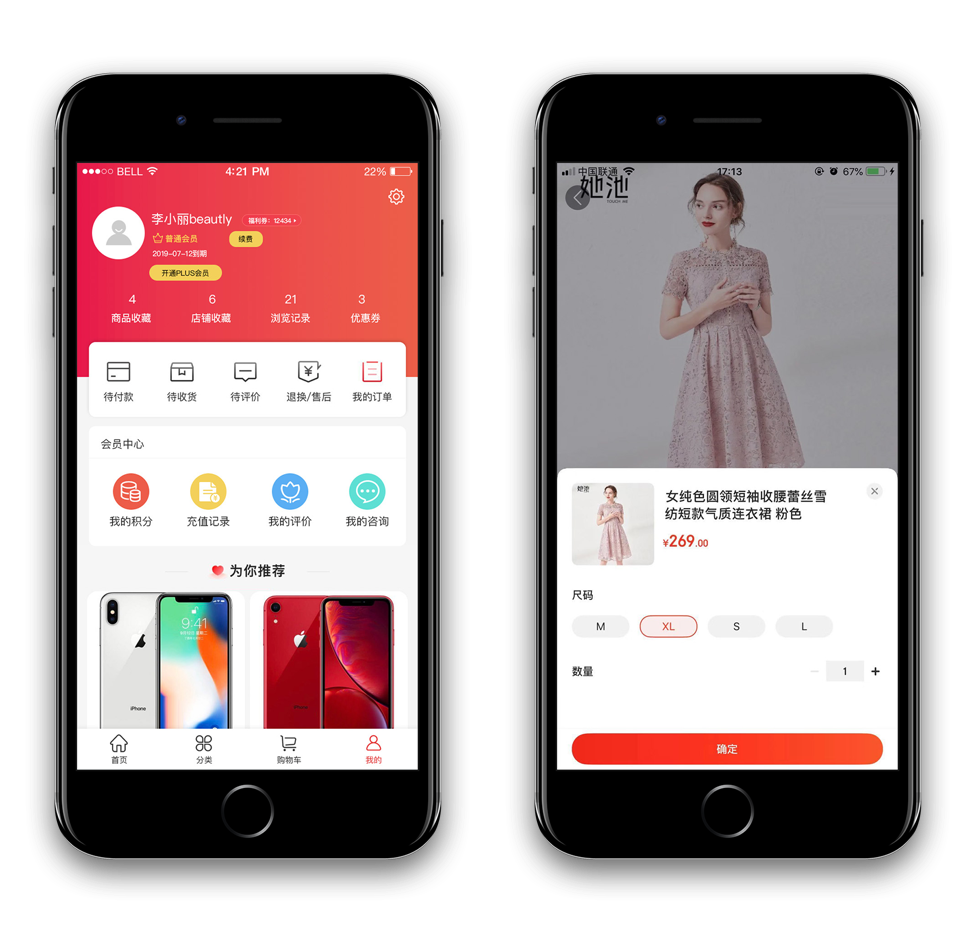 BELL
4:21 PM
22%
李小丽beautly
福利券：12434
普通会员
续费
2019-07-12到期
开通PLUS会员
4
6
21
3
商品收藏
店铺收藏
浏览记录
优惠券
待付款
待收货
待评价
退换/售后
我的订单
会员中心
我的积分
充值记录
我的评价
我的咨询
为你推荐
9:41
iPhone
iPhone
首页
分类
购物车
我的
中国联通
17:13
67%
她池
TOUCH ME
她池
女纯色圆领短袖收腰蕾丝雪
纺短款气质连衣裙 粉色
¥269.00
尺码
M
XL
S
L
数量
1
确定